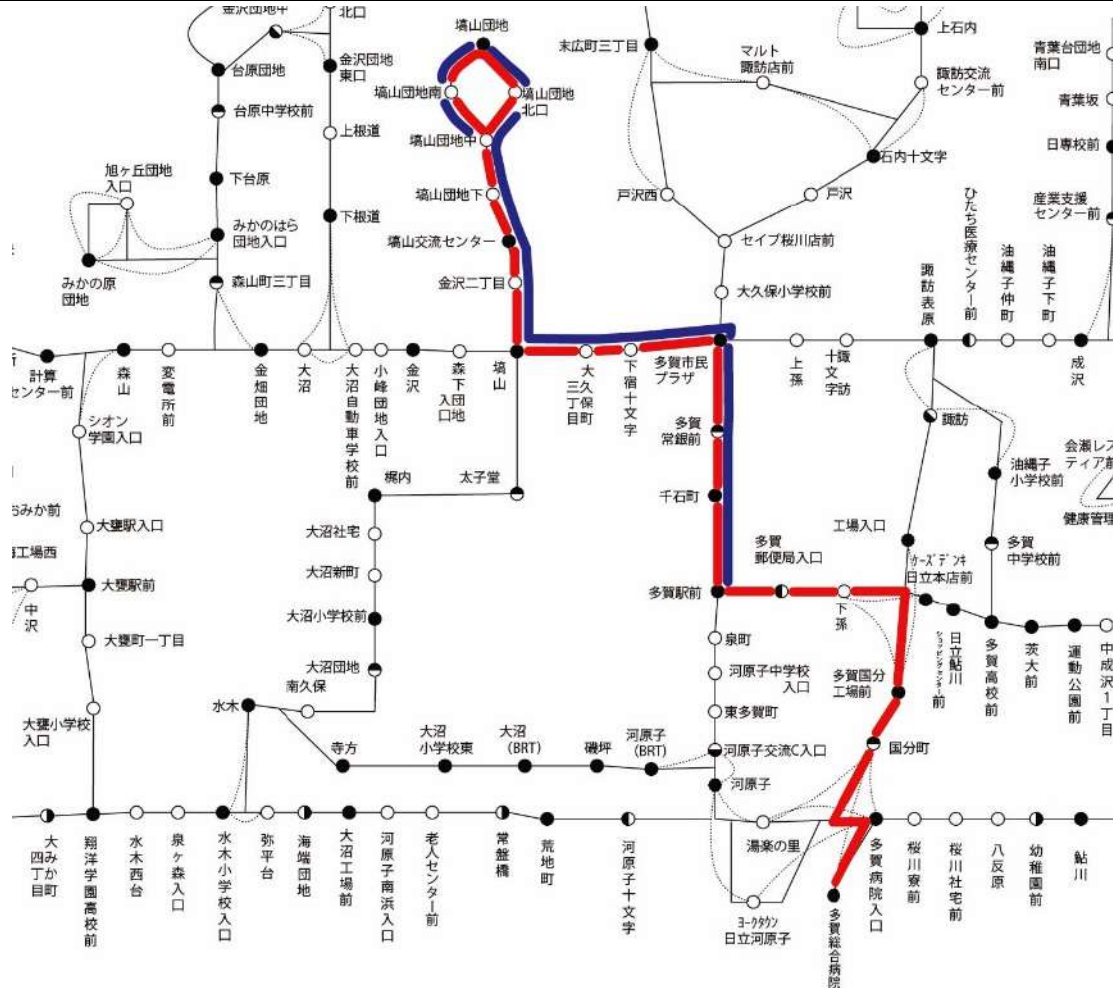 金沢団地中
北口
台原団地
金沢団地
東口
台原中学校前
上根道
旭ヶ丘団地
入口
下台原
みかのはら
団地入口
下根道
みかの原
団地
森山町三丁目
塙山団地
塙山団地南
塙山団地
北口
塙山団地中
塙山団地下
塙山交流センター
金沢二丁目
末広町三丁目
マルト
諏訪店前
上石内
諏訪交流
センター前
石内十文字
戸沢西
戸沢
セイブ桜川店前
大久保小学校前
青葉台団地
南口
青葉坂
日専校前
産業支援
センター前
諏訪表原
ひたち医療センター前
油縄子仲町
油縄子下町
成沢
計算
センター前
森山
変電所前
金畑団地
大沼
大沼自動車学校前
小峰団地入口
金沢
森下団地
入口
塙山
大久保町
三丁目
下宿十文字
多賀市民
プラザ
上孫
諏訪
十文字
シオン
学園入口
大甕駅入口
おみか前
工場西
中沢
大甕駅前
大甕町一丁目
大甕小学校
入口
梶内
太子堂
大沼社宅
大沼新町
大沼小学校前
大沼団地
南久保
水木
多賀
常銀前
千石町
多賀
郵便局入口
多賀駅前
下孫
工場入口
ケーズデンキ
日立本店前
諏訪
油縄子
小学校前
多賀
中学校前
会瀬レス
ティア前
健康管理
日立鮎川
ショッピングセンター前
多賀高校前
茨大前
運動公園前
中成沢1丁目
泉町
河原子中学校
入口
東多賀町
河原子交流C入口
河原子
多賀国分
工場前
国分町
寺方
大沼
小学校東
大沼
(BRT)
磯坪
河原子
(BRT)
大みか町
四丁目
翔洋学園高校前
水木西台
泉ヶ森入口
水木小学校入口
弥平台
海端団地
大沼工場前
河原子南浜入口
老人センター前
常盤橋
荒地町
河原子十文字
湯楽の里
ヨークタウン
日立河原子
多賀総合病院
多賀病院入口
桜川寮前
桜川社宅前
八反原
幼稚園前
鮎川